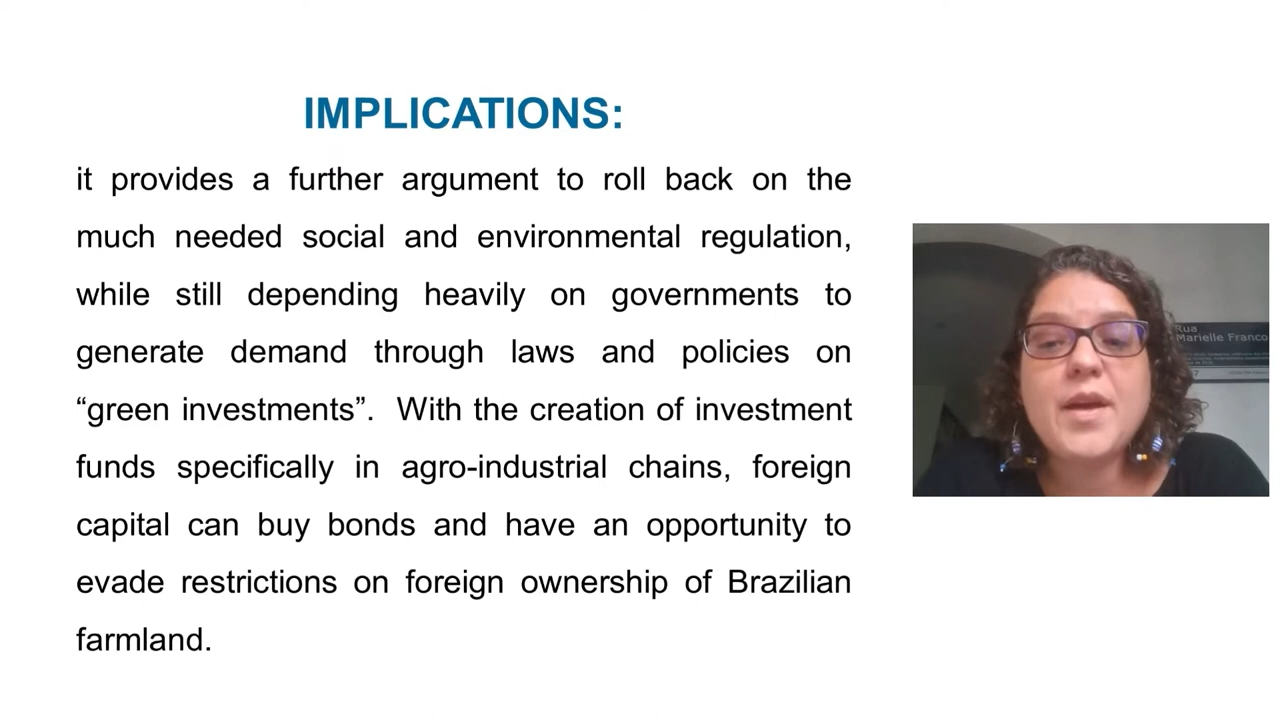 IMPLICATIONS:
it provides a further argument to roll back on the
much needed social and environmental regulation,
while still depending heavily on governments to
generate demand through laws and policies on
“green investments”.  With the creation of investment
funds specifically in agro-industrial chains, foreign
capital can buy bonds and have an opportunity to
evade restrictions on foreign ownership of Brazilian
farmland.
Rua
Marielle Franco